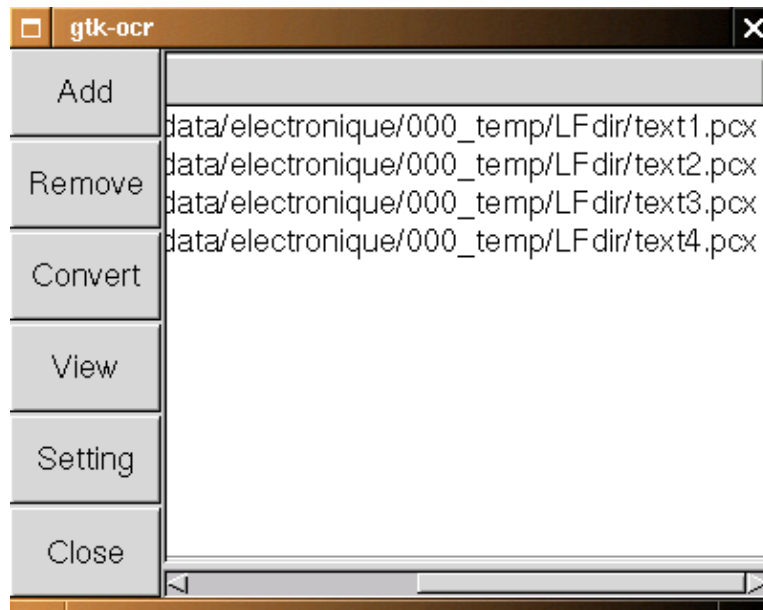 gtk-ocr
Add
Remove
Convert
View
Setting
Close
data/electronique/000_temp/LFdir/text1.pcx
data/electronique/000_temp/LFdir/text2.pcx
data/electronique/000_temp/LFdir/text3.pcx
data/electronique/000_temp/LFdir/text4.pcx